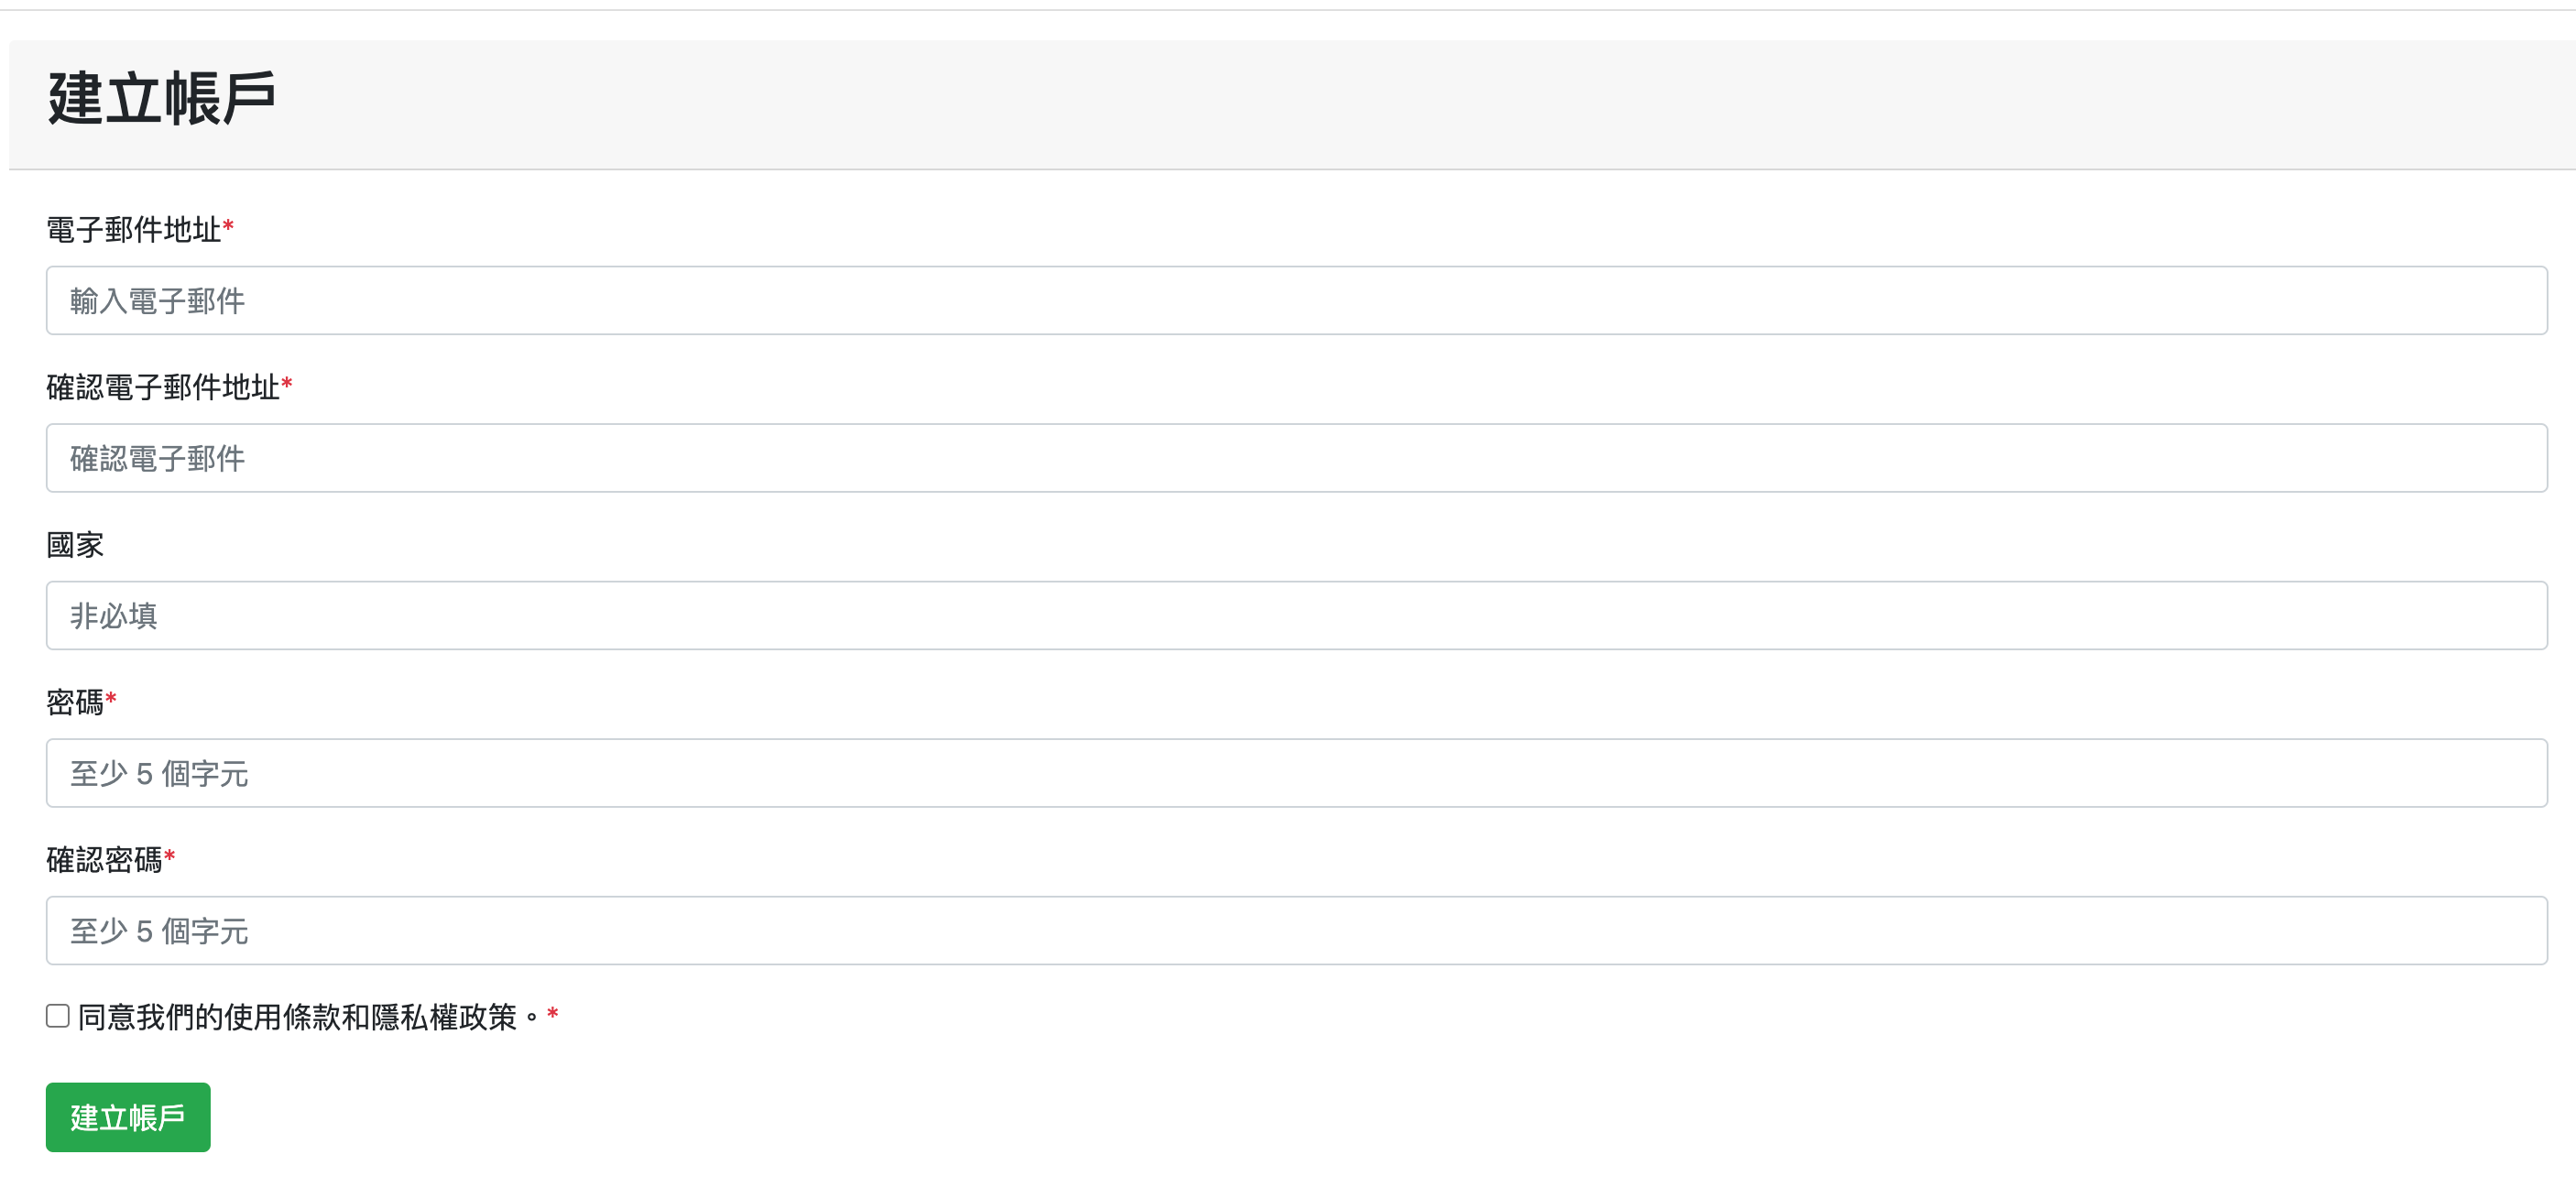 建立帳戶
電子郵件地址*
輸入電子郵件
確認電子郵件地址*
確認電子郵件
國家
非必填
密碼*
至少 5 個字元
確認密碼*
至少 5 個字元
同意我們的使用條款和隱私權政策。*
建立帳戶